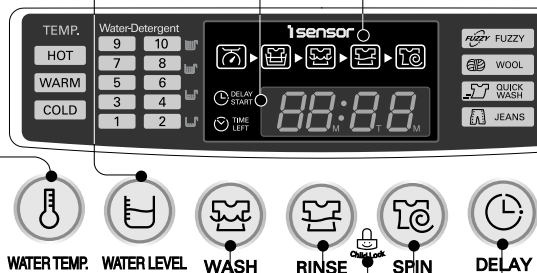 TEMP.
HOT
WARM
COLD
Water-Detergent
9 10
7 8
5 6
3 4
1 2
i sensor
DELAY START
TIME LEFT
88:88
M T M
FUZZY FUZZY
WOOL
QUICK WASH
JEANS
WATER TEMP.
WATER LEVEL
WASH
RINSE
Child Lock
SPIN
DELAY